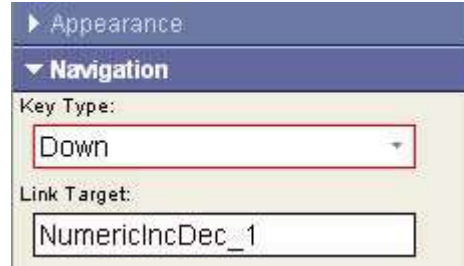 Appearance
Navigation
Key Type:
Down
Link Target:
NumericIncDec_1